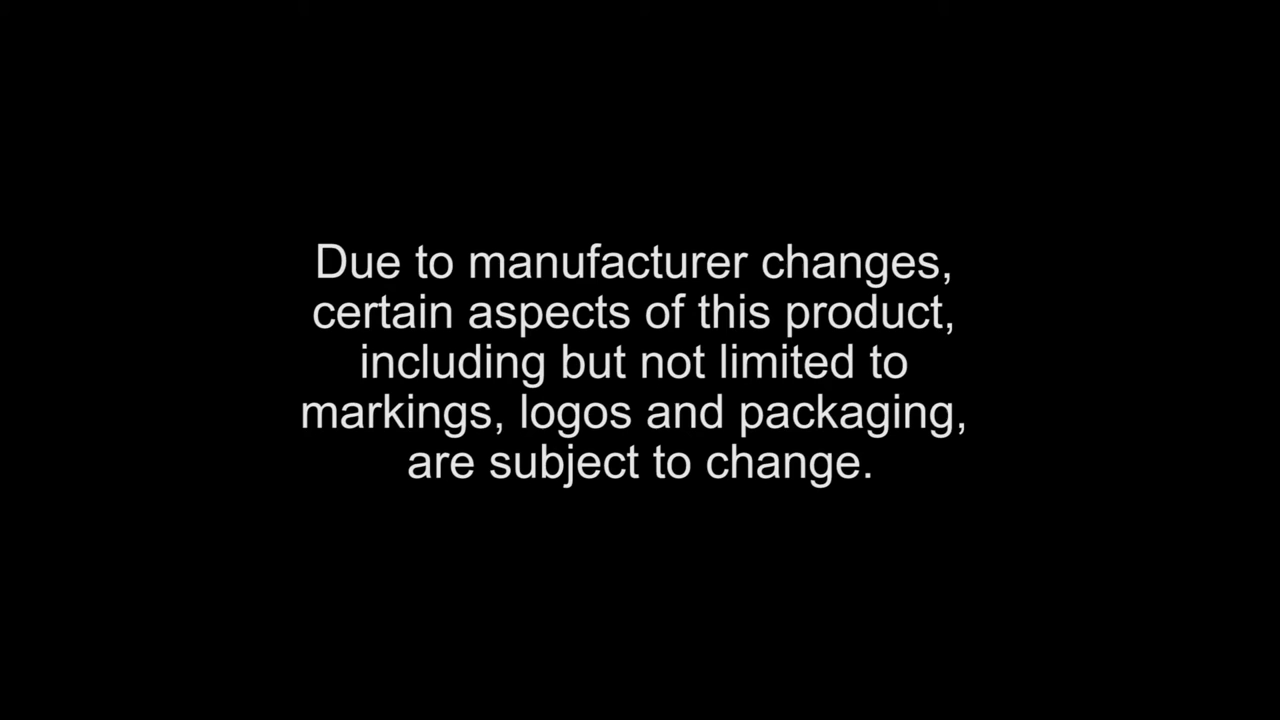 Due to manufacturer changes,
certain aspects of this product,
including but not limited to
markings, logos and packaging,
are subject to change.